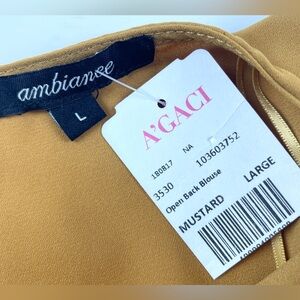 ambiance
L
A'GACI
180817 NA 103603752
3530
Open Back Blouse
MUSTARD LARGE